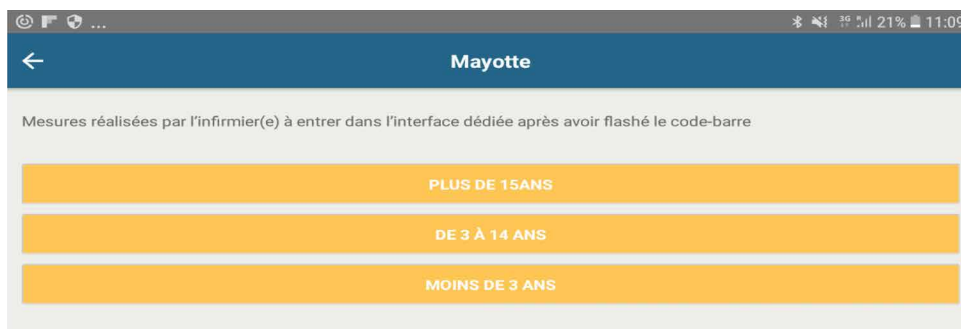 ... 3G 21% 11:09
Mayotte
Mesures réalisées par l'infirmier(e) à entrer dans l'interface dédiée après avoir flashé le code-barre
PLUS DE 15ANS
DE 3 À 14 ANS
MOINS DE 3 ANS